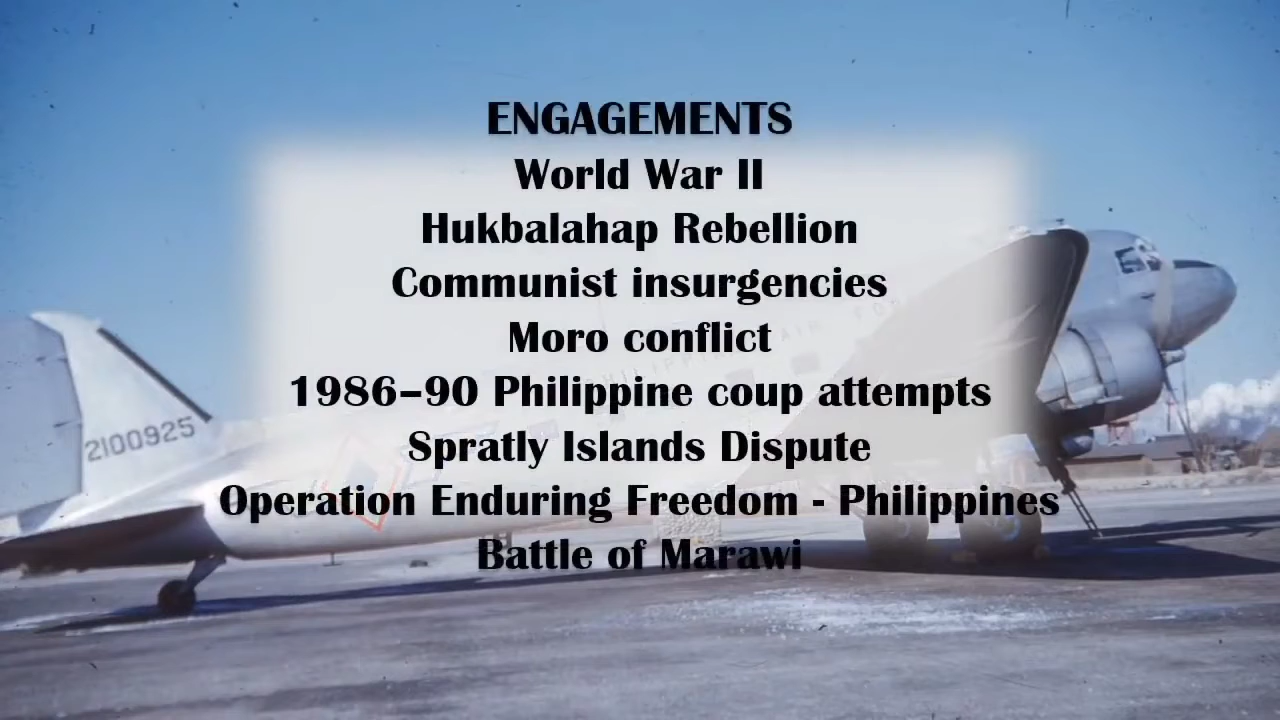 ENGAGEMENTS
World War II
Hukbalahap Rebellion
Communist insurgencies
Moro conflict
1986–90 Philippine coup attempts
Spratly Islands Dispute
Operation Enduring Freedom - Philippines
Battle of Marawi
2100925